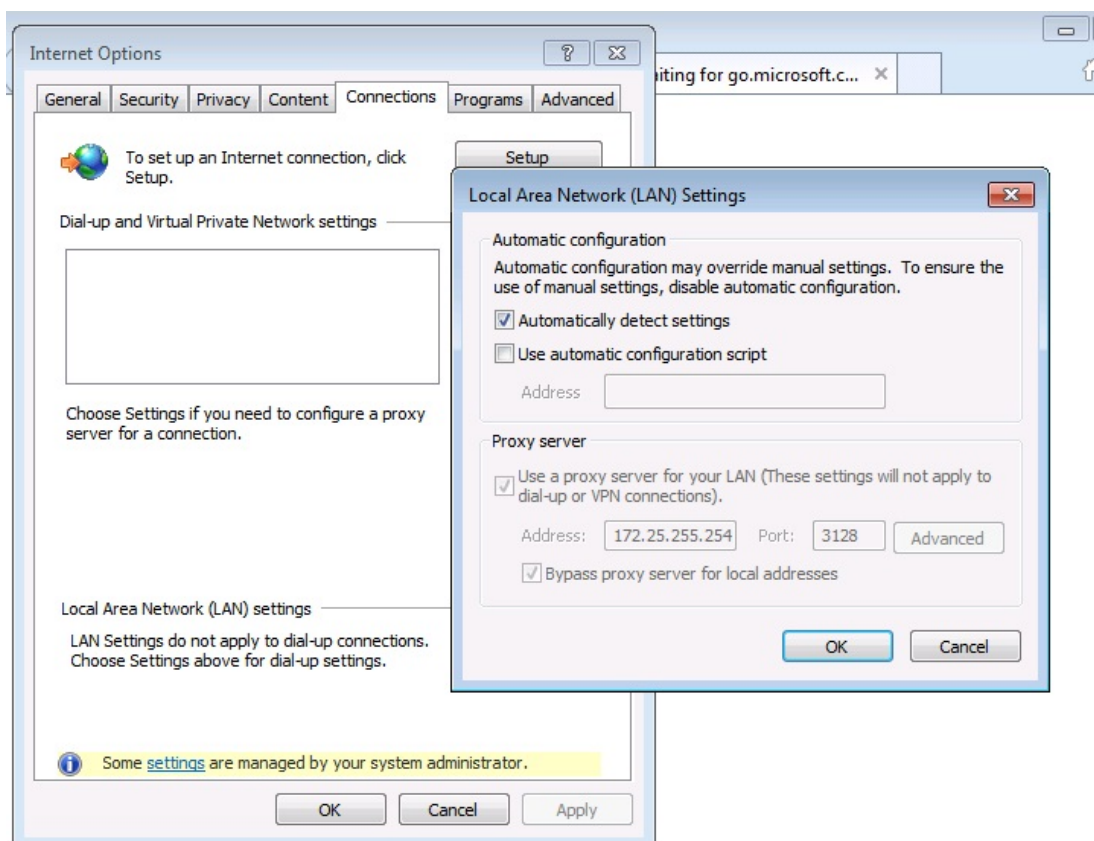 Internet Options
iting for go.microsoft.c...
General Security Privacy Content Connections Programs Advanced
To set up an Internet connection, click
Setup.
Setup
Dial-up and Virtual Private Network settings
Choose Settings if you need to configure a proxy
server for a connection.
Local Area Network (LAN) settings
LAN Settings do not apply to dial-up connections.
Choose Settings above for dial-up settings.
Some settings are managed by your system administrator.
OK Cancel Apply
Local Area Network (LAN) Settings
Automatic configuration
Automatic configuration may override manual settings. To ensure the
use of manual settings, disable automatic configuration.
Automatically detect settings
Use automatic configuration script
Address
Proxy server
Use a proxy server for your LAN (These settings will not apply to
dial-up or VPN connections).
Address: 172.25.255.254 Port: 3128 Advanced
Bypass proxy server for local addresses
OK Cancel